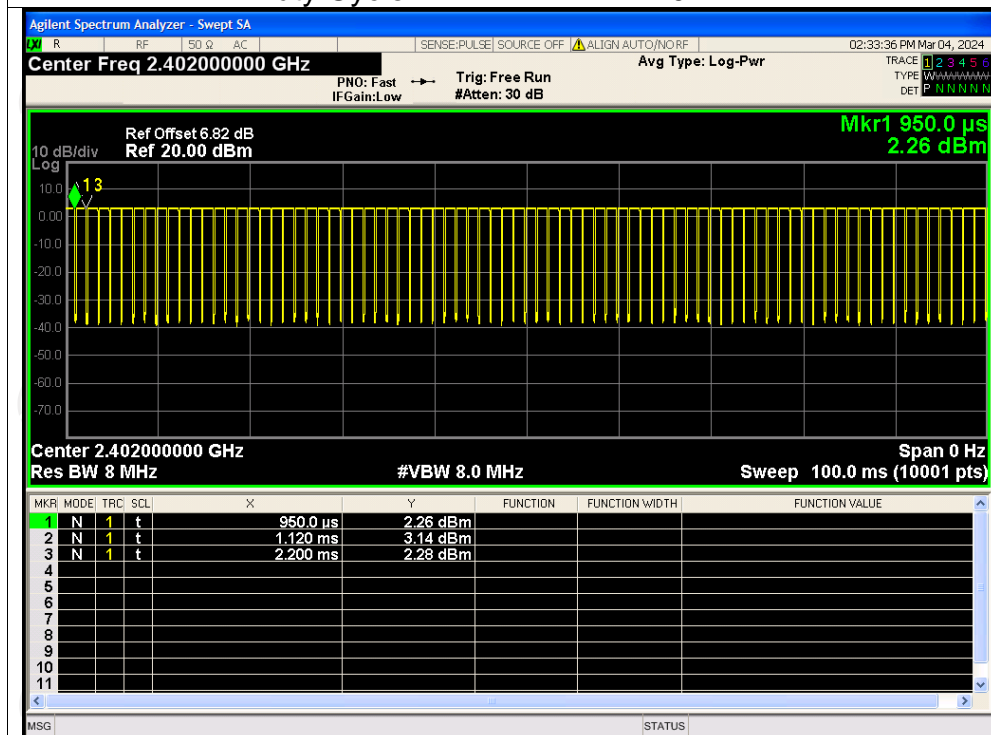 Agilent Spectrum Analyzer - Swept SA
LXI R RF 50 Ω AC SENSE:PULSE SOURCE OFF ALIGN AUTO/NO RF 02:33:36 PM Mar 04, 2024
Center Freq 2.402000000 GHz
PNO: Fast
IFGain:Low
Trig: Free Run
#Atten: 30 dB
Avg Type: Log-Pwr
TRACE 1 2 3 4 5 6
TYPE WWWWWW
DET P N N N N N
Mkr1 950.0 µs
2.26 dBm
Ref Offset 6.82 dB
10 dB/div Ref 20.00 dBm
Log
10.0
0.00
-10.0
-20.0
-30.0
-40.0
-50.0
-60.0
-70.0
1 3
Center 2.402000000 GHz Span 0 Hz
Res BW 8 MHz #VBW 8.0 MHz Sweep 100.0 ms (10001 pts)
MKR MODE TRC SCL X Y FUNCTION FUNCTION WIDTH FUNCTION VALUE
1 N 1 t 950.0 µs 2.26 dBm
2 N 1 t 1.120 ms 3.14 dBm
3 N 1 t 2.200 ms 2.28 dBm
4
5
6
7
8
9
10
11
MSG STATUS